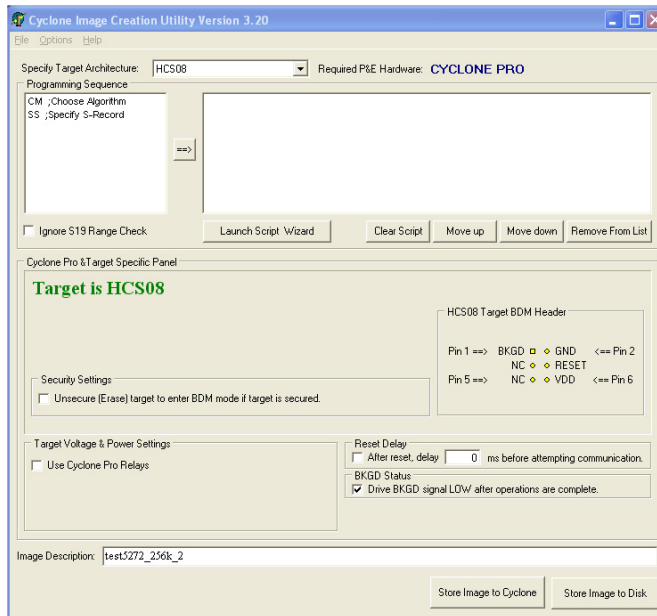 Cyclone Image Creation Utility Version 3.20
File Options Help
Specify Target Architecture: HCS08 Required P&E Hardware: CYCLONE PRO
Programming Sequence
CM ;Choose Algorithm
SS ;Specify S-Record
==>
Ignore S19 Range Check Launch Script Wizard Clear Script Move up Move down Remove From List
Cyclone Pro &Target Specific Panel
Target is HCS08
HCS08 Target BDM Header
Pin 1 ==> BKGD GND <== Pin 2
NC RESET
Pin 5 ==> NC VDD <== Pin 6
Security Settings
Unsecure (Erase) target to enter BDM mode if target is secured.
Target Voltage & Power Settings
Use Cyclone Pro Relays
Reset Delay
After reset, delay 0 ms before attempting communication.
BKGD Status
Drive BKGD signal LOW after operations are complete.
Image Description: test5272_256k_2
Store Image to Cyclone Store Image to Disk